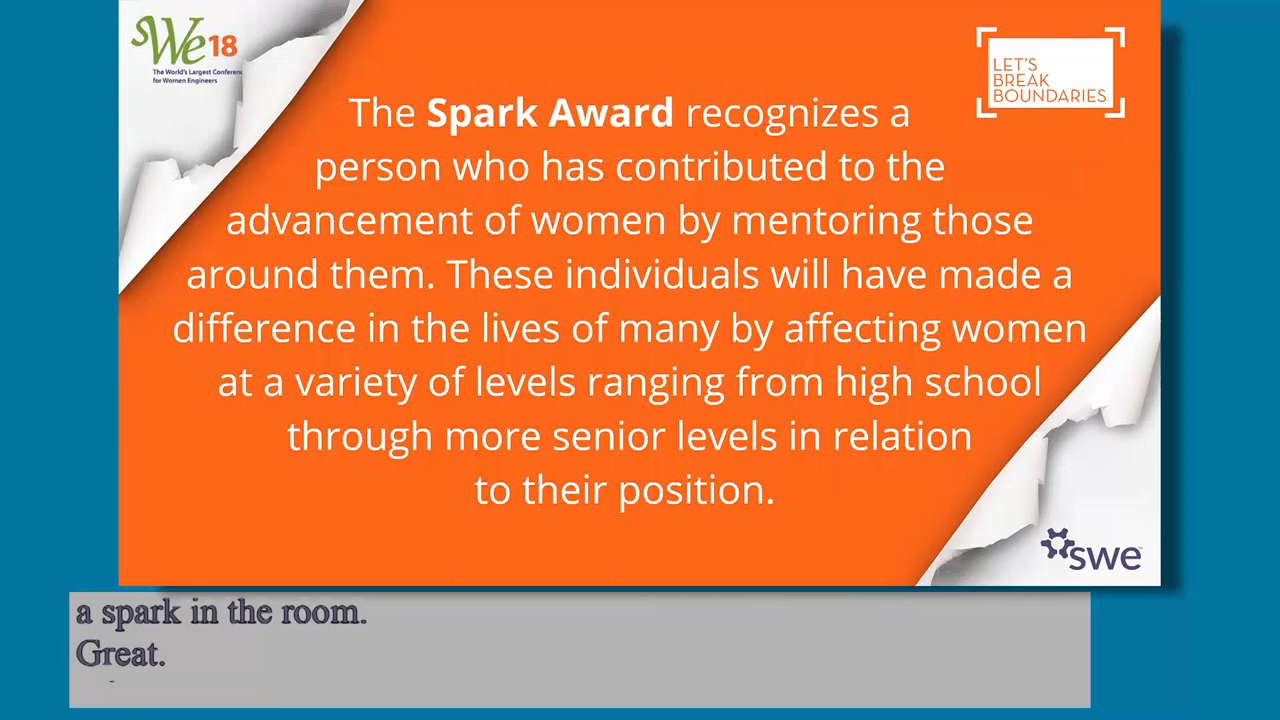 sWe18
The World's Largest Conferen
for Women Engineers
LET'S
BREAK
BOUNDARIES
The Spark Award recognizes a
person who has contributed to the
advancement of women by mentoring those
around them. These individuals will have made a
difference in the lives of many by affecting women
at a variety of levels ranging from high school
through more senior levels in relation
to their position.
swe
a spark in the room.
Great.